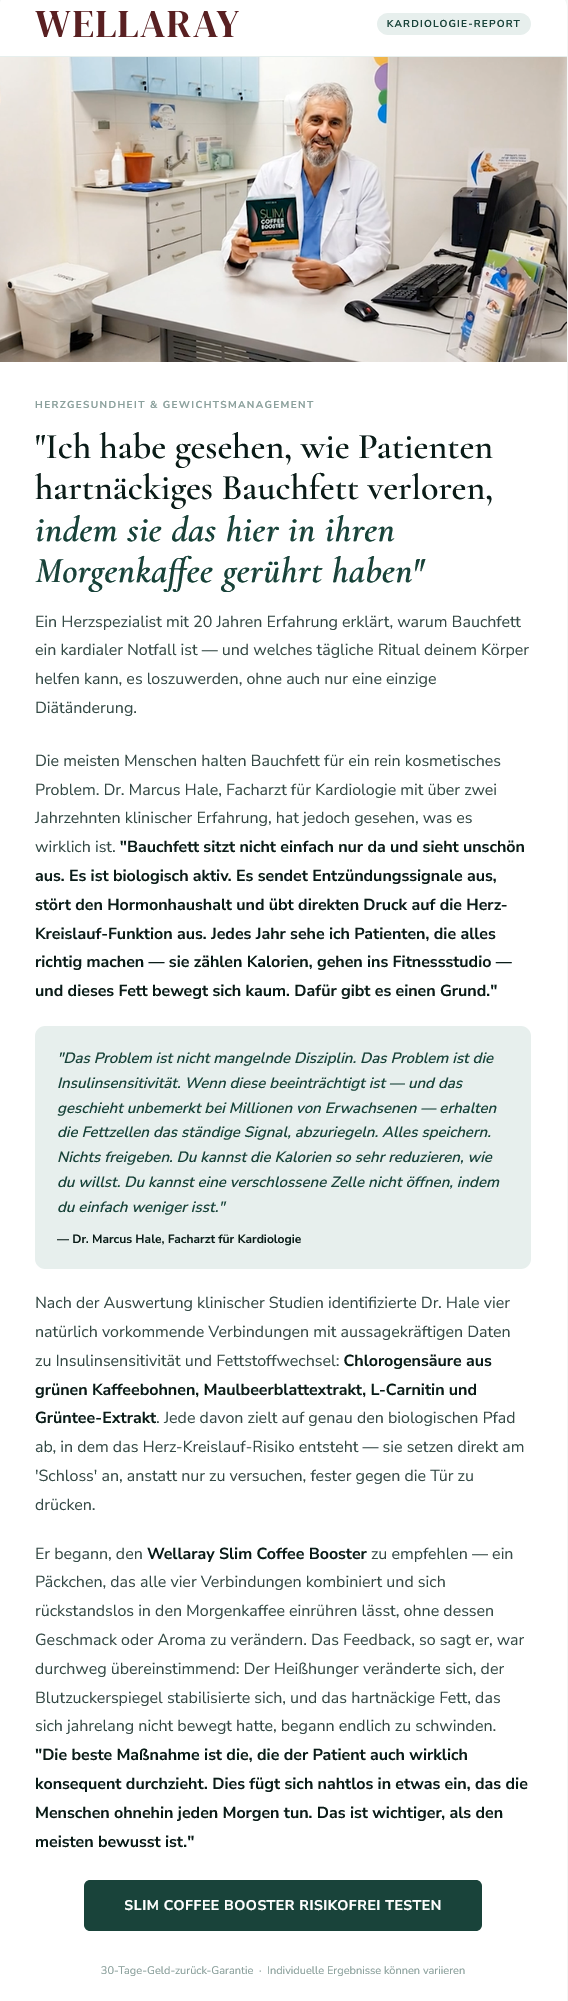 WELLARAY
KARDIOLOGIE-REPORT
SLIM
COFFEE
BOOSTER
HERZGESUNDHEIT & GEWICHTSMANAGEMENT
"Ich habe gesehen, wie Patienten
hartnäckiges Bauchfett verloren,
indem sie das hier in ihren
Morgenkaffee gerührt haben"
Ein Herzspezialist mit 20 Jahren Erfahrung erklärt, warum Bauchfett
ein kardialer Notfall ist — und welches tägliche Ritual deinem Körper
helfen kann, es loszuwerden, ohne auch nur eine einzige
Diätänderung.
Die meisten Menschen halten Bauchfett für ein rein kosmetisches
Problem. Dr. Marcus Hale, Facharzt für Kardiologie mit über zwei
Jahrzehnten klinischer Erfahrung, hat jedoch gesehen, was es
wirklich ist. "Bauchfett sitzt nicht einfach nur da und sieht unschön
aus. Es ist biologisch aktiv. Es sendet Entzündungssignale aus,
stört den Hormonhaushalt und übt direkten Druck auf die Herz-
Kreislauf-Funktion aus. Jedes Jahr sehe ich Patienten, die alles
richtig machen — sie zählen Kalorien, gehen ins Fitnessstudio —
und dieses Fett bewegt sich kaum. Dafür gibt es einen Grund."
"Das Problem ist nicht mangelnde Disziplin. Das Problem ist die
Insulinsensitivität. Wenn diese beeinträchtigt ist — und das
geschieht unbemerkt bei Millionen von Erwachsenen — erhalten
die Fettzellen das ständige Signal, abzuriegeln. Alles speichern.
Nichts freigeben. Du kannst die Kalorien so sehr reduzieren, wie
du willst. Du kannst eine verschlossene Zelle nicht öffnen, indem
du einfach weniger isst."
— Dr. Marcus Hale, Facharzt für Kardiologie
Nach der Auswertung klinischer Studien identifizierte Dr. Hale vier
natürlich vorkommende Verbindungen mit aussagekräftigen Daten
zu Insulinsensitivität und Fettstoffwechsel: Chlorogensäure aus
grünen Kaffeebohnen, Maulbeerblattextrakt, L-Carnitin und
Grüntee-Extrakt. Jede davon zielt auf genau den biologischen Pfad
ab, in dem das Herz-Kreislauf-Risiko entsteht — sie setzen direkt am
'Schloss' an, anstatt nur zu versuchen, fester gegen die Tür zu
drücken.
Er begann, den Wellaray Slim Coffee Booster zu empfehlen — ein
Päckchen, das alle vier Verbindungen kombiniert und sich
rückstandslos in den Morgenkaffee einrühren lässt, ohne dessen
Geschmack oder Aroma zu verändern. Das Feedback, so sagt er, war
durchweg übereinstimmend: Der Heißhunger veränderte sich, der
Blutzuckerspiegel stabilisierte sich, und das hartnäckige Fett, das
sich jahrelang nicht bewegt hatte, begann endlich zu schwinden.
"Die beste Maßnahme ist die, die der Patient auch wirklich
konsequent durchzieht. Dies fügt sich nahtlos in etwas ein, das die
Menschen ohnehin jeden Morgen tun. Das ist wichtiger, als den
meisten bewusst ist."
SLIM COFFEE BOOSTER RISIKOFREI TESTEN
30-Tage-Geld-zurück-Garantie · Individuelle Ergebnisse können variieren